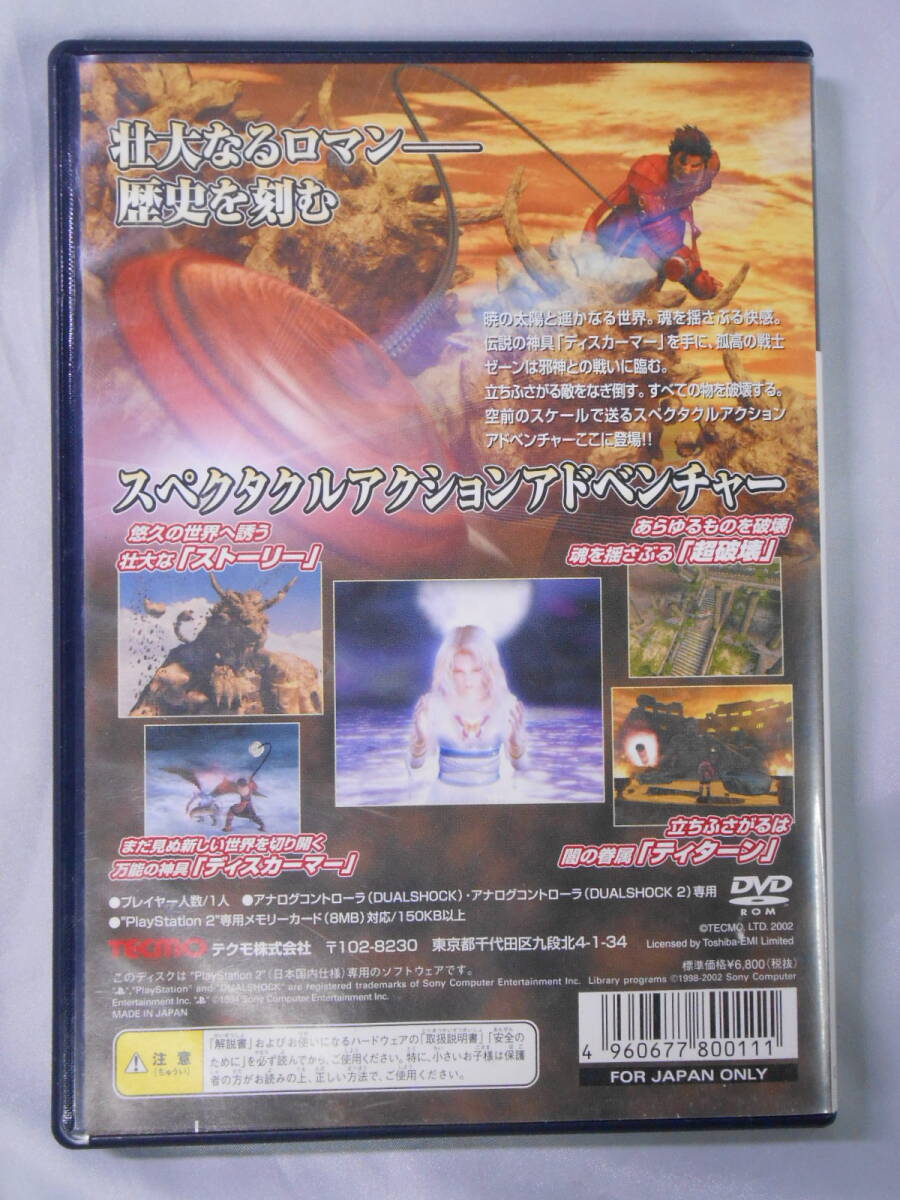 壮大なるロマン――
歴史を刻む
暁の太陽と遥かなる世界。魂を揺さぶる快感。
伝説の神具「ディスカーマー」を手に、孤高の戦士
ゼーンは邪神との戦いに臨む。
立ちふさがる敵をなぎ倒す。すべての物を破壊する。
空前のスケールで送るスペクタクルアクション
アドベンチャーここに登場!!
スペクタクルアクションアドベンチャー
悠久の世界へ誘う
壮大な「ストーリー」
あらゆるものを破壊
魂を揺さぶる「超破壊」
まだ見ぬ新しい世界を切り開く
万能の神具「ディスカーマー」
立ちふさがるは
闇の眷属「ティターン」
●プレイヤー人数/1人 ●アナログコントローラ(DUALSHOCK)・アナログコントローラ(DUALSHOCK 2)専用
●"PlayStation 2"専用メモリーカード(8MB)対応/150KB以上
DVD
ROM
TECMO テクモ株式会社 〒102-8230 東京都千代田区九段北4-1-34
©TECMO, LTD. 2002
Licensed by Toshiba-EMI Limited
標準価格¥6,800(税抜)
このディスクは"PlayStation 2"(日本国内仕様)専用のソフトウェアです。
"PlayStation" and "DUALSHOCK" are registered trademarks of Sony Computer Entertainment Inc. Library programs ©1998-2002 Sony Computer
Entertainment Inc. ©1994 Sony Computer Entertainment Inc.
MADE IN JAPAN
注意
(ちゅうい)
「解説書」およびお使いになるハードウェアの「取扱説明書」「安全の
ために」を必ず読んでから、ご使用ください。特に、小さいお子様は保護
者の方がお読みの上、正しい方法で、ご使用ください。
4 960677 800111
FOR JAPAN ONLY